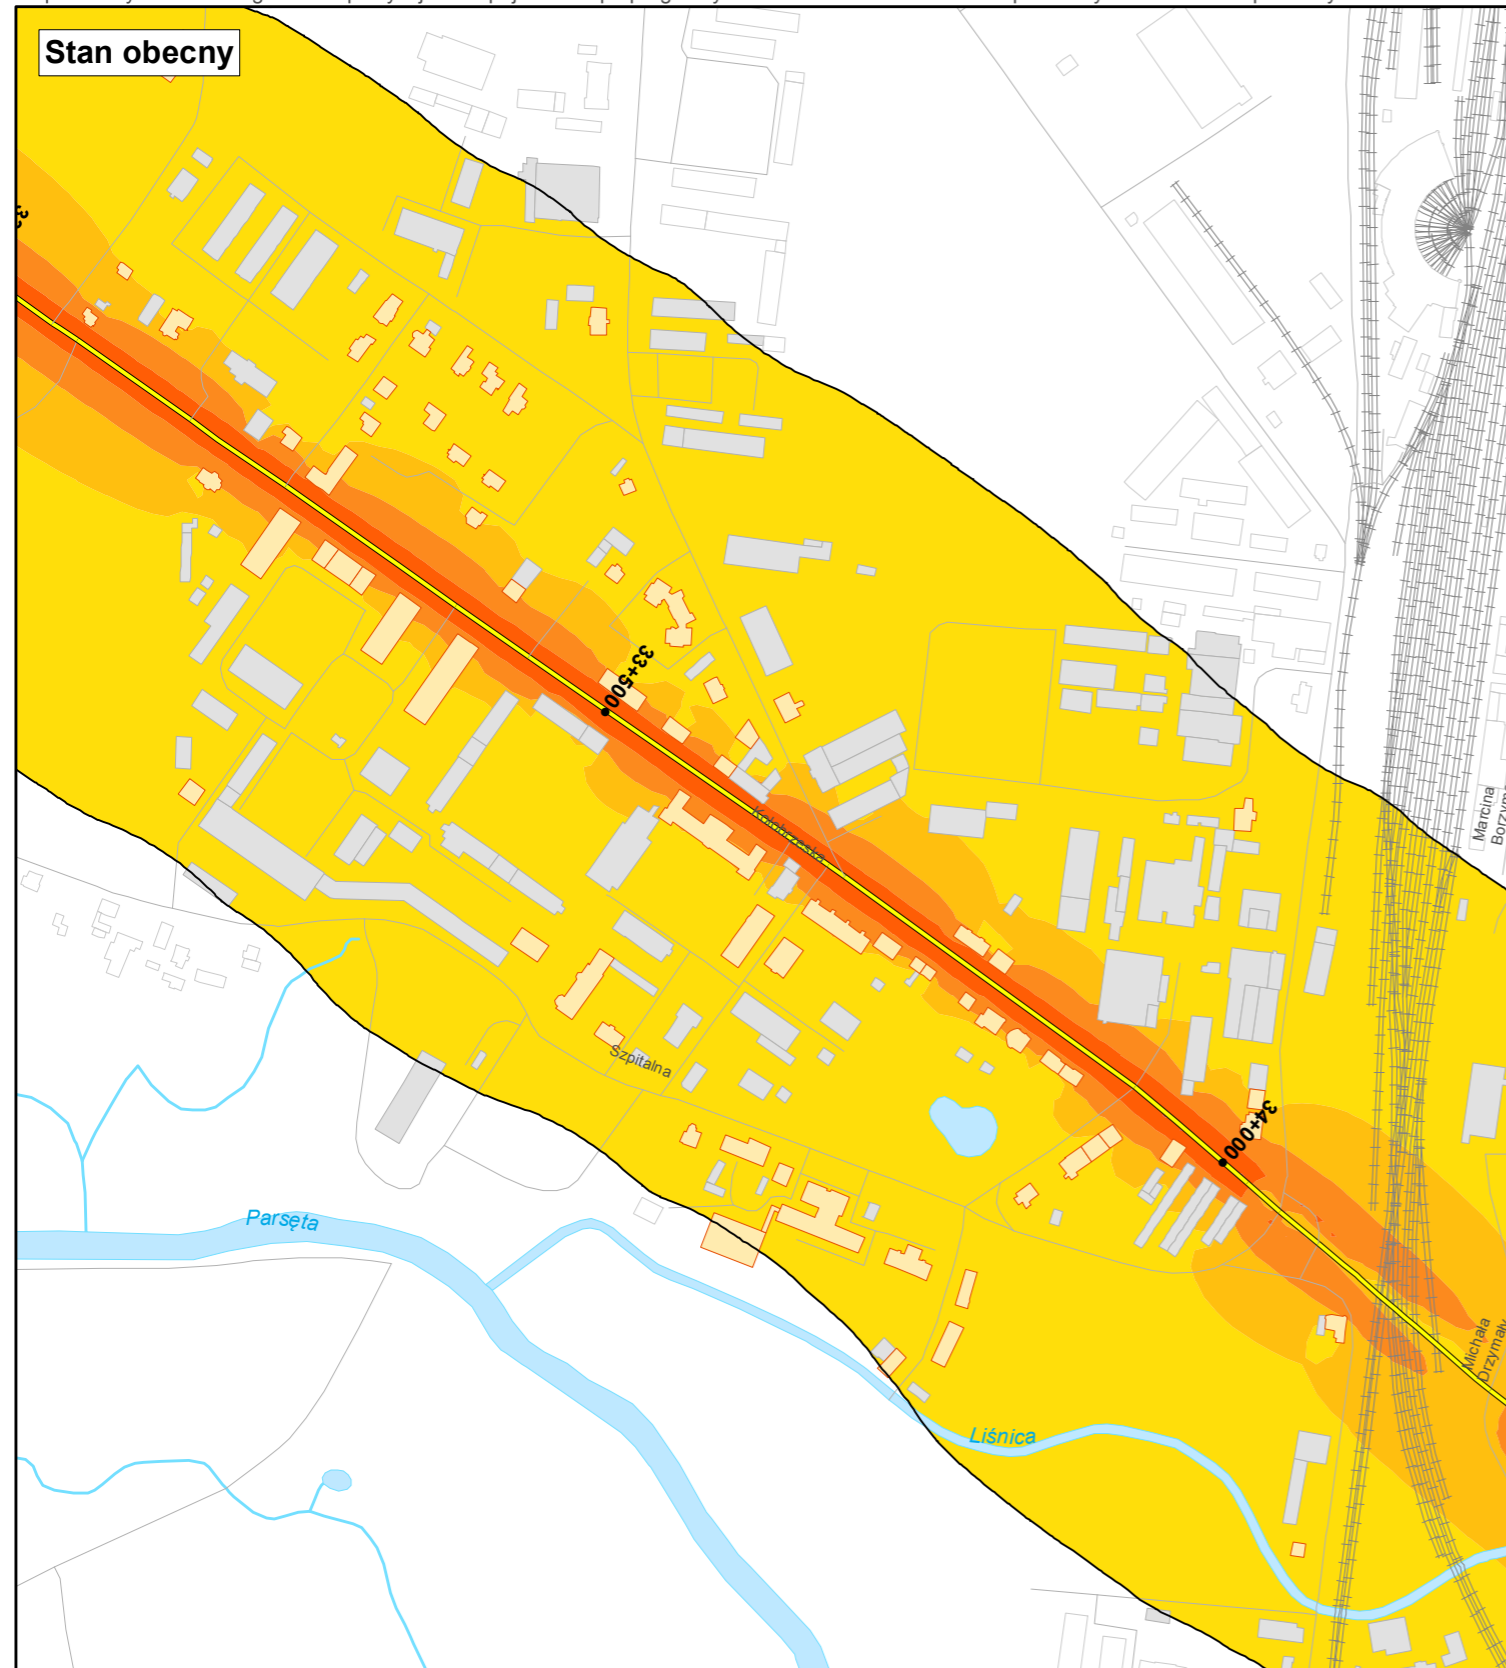 Stan obecny
33+500
Kołobrzeska
Marcina
Szpitalna
34+000
Parsęta
Michała
Drzymały
Liśnica